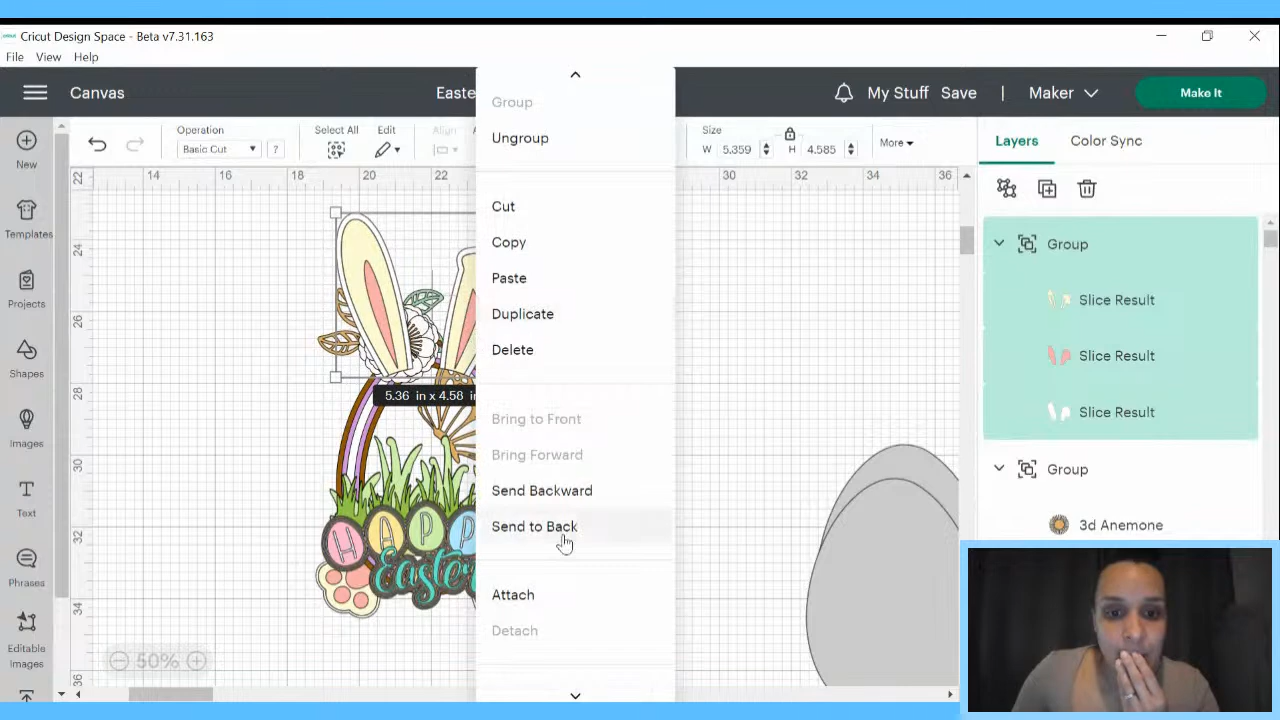 Cricut Design Space - Beta v7.31.163
File View Help
Canvas
Easte
My Stuff Save | Maker
Make It
New
Templates
Projects
Shapes
Images
Text
Phrases
Editable
Images
Operation
Basic Cut ?
Select All
Edit
Align
Size
W 5.359
H 4.585
More
14 16 18 20 22 30 32 34 36
22
24
26
28
30
32
34
36
5.36 in x 4.58 in
HAPP
Easter
50%
Group
Ungroup
Cut
Copy
Paste
Duplicate
Delete
Bring to Front
Bring Forward
Send Backward
Send to Back
Attach
Detach
Layers
Color Sync
Group
Slice Result
Slice Result
Slice Result
Group
3d Anemone